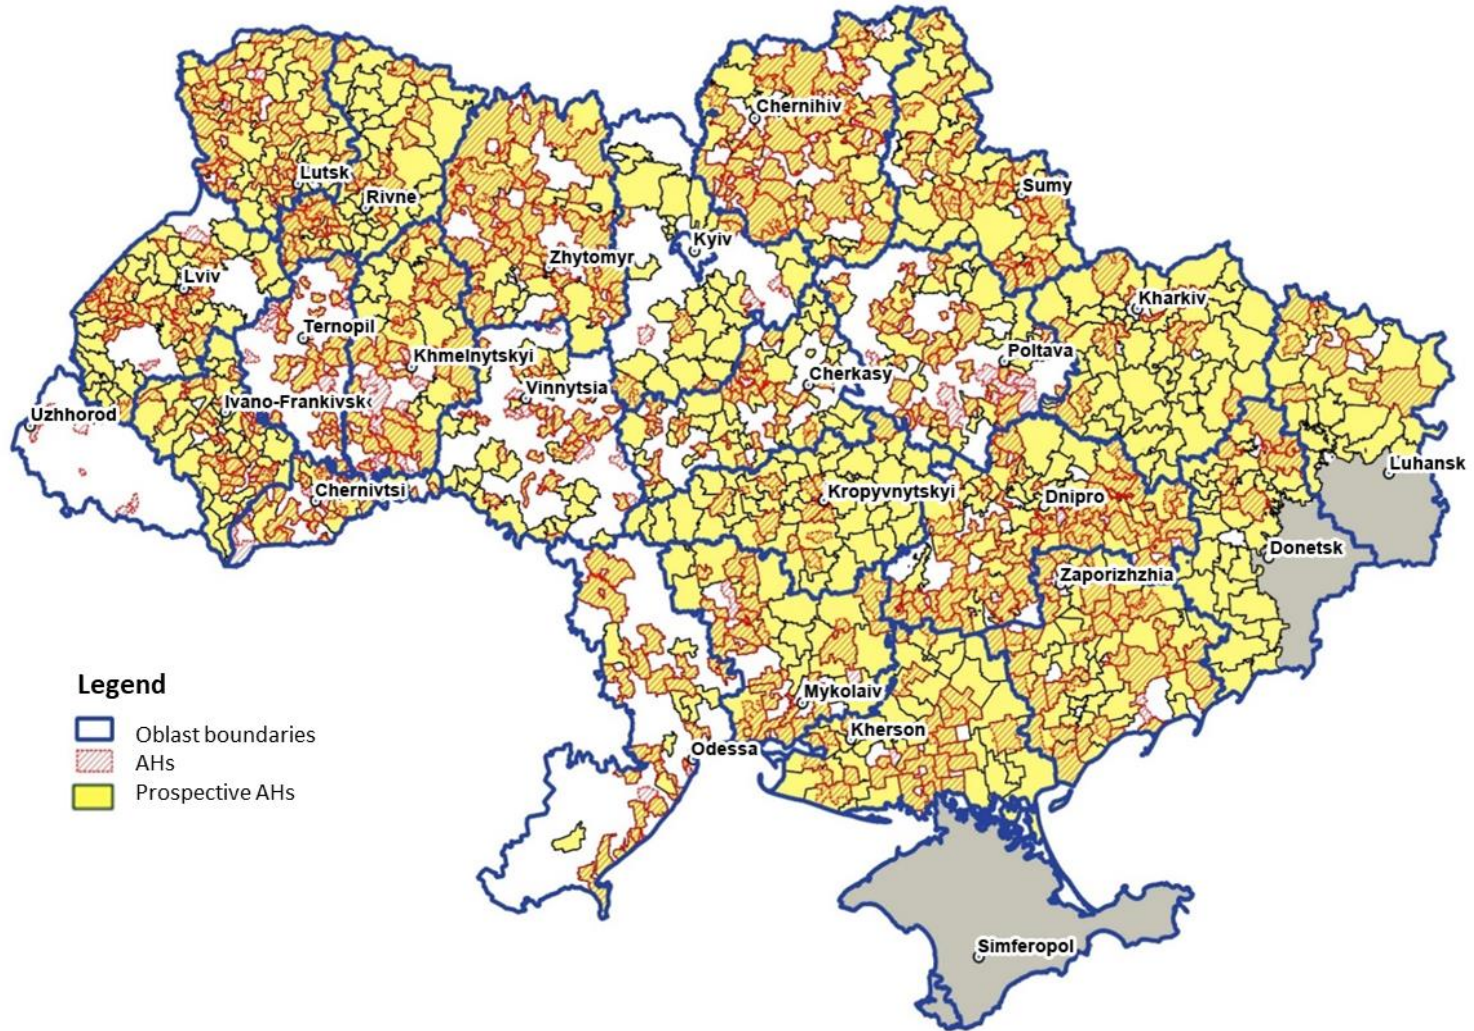 Chernihiv
Lutsk
Rivne
Sumy
Kyiv
Zhytomyr
Lviv
Kharkiv
Ternopil
Khmelnytskyi
Poltava
Cherkasy
Vinnytsia
Ivano-Frankivsk
Uzhhorod
Luhansk
Chernivtsi
Kropyvnytskyi
Dnipro
Donetsk
Zaporizhzhia
Mykolaiv
Kherson
Odessa
Legend
Oblast boundaries
AHs
Prospective AHs
Simferopol